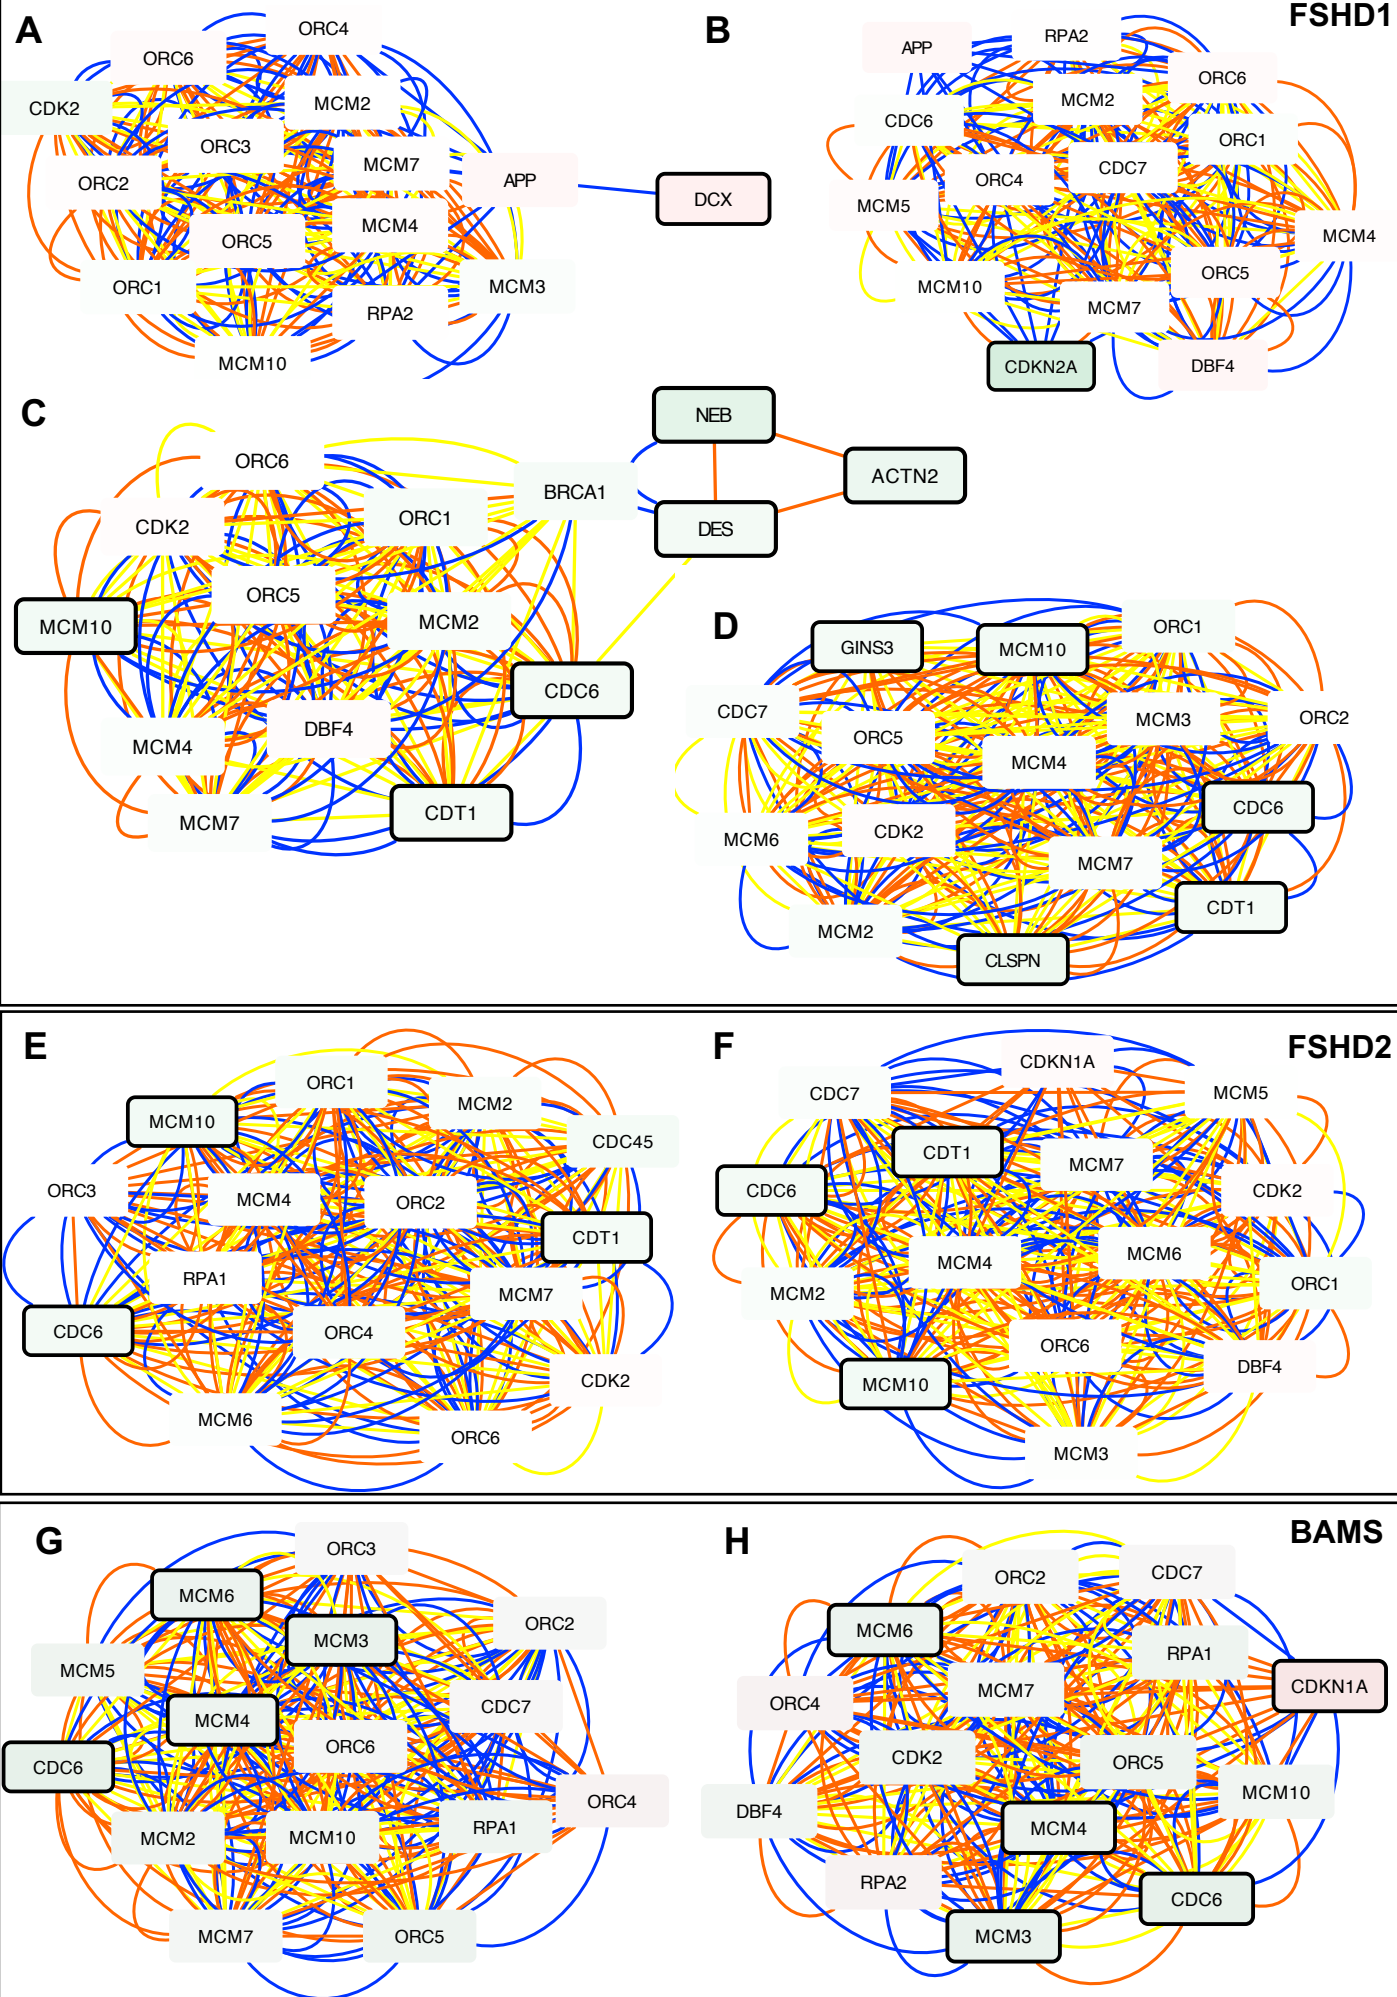 FSHD1
A
ORC4
ORC6
CDK2
MCM2
ORC3
MCM7
ORC2
APP
DCX
MCM4
ORC5
ORC1
MCM3
RPA2
MCM10
B
APP
RPA2
ORC6
MCM2
CDC6
ORC1
CDC7
ORC4
MCM5
MCM4
ORC5
MCM10
MCM7
CDKN2A
DBF4
C
NEB
ORC6
BRCA1
ACTN2
ORC1
CDK2
DES
ORC5
MCM2
MCM10
CDC6
DBF4
MCM4
CDT1
MCM7
D
GINS3
MCM10
ORC1
CDC7
MCM3
ORC2
ORC5
MCM4
CDC6
MCM6
CDK2
MCM7
CDT1
MCM2
CLSPN
E
ORC1
MCM2
MCM10
CDC45
ORC3
MCM4
ORC2
CDT1
RPA1
MCM7
CDC6
ORC4
CDK2
MCM6
ORC6
F
FSHD2
CDKN1A
CDC7
MCM5
CDT1
MCM7
CDC6
CDK2
MCM4
MCM6
MCM2
ORC1
ORC6
DBF4
MCM10
MCM3
G
ORC3
MCM6
MCM3
ORC2
MCM5
CDC7
MCM4
ORC6
CDC6
ORC4
MCM2
MCM10
RPA1
MCM7
ORC5
H
BAMS
ORC2
CDC7
MCM6
RPA1
CDKN1A
MCM7
ORC4
CDK2
ORC5
MCM10
DBF4
MCM4
RPA2
CDC6
MCM3